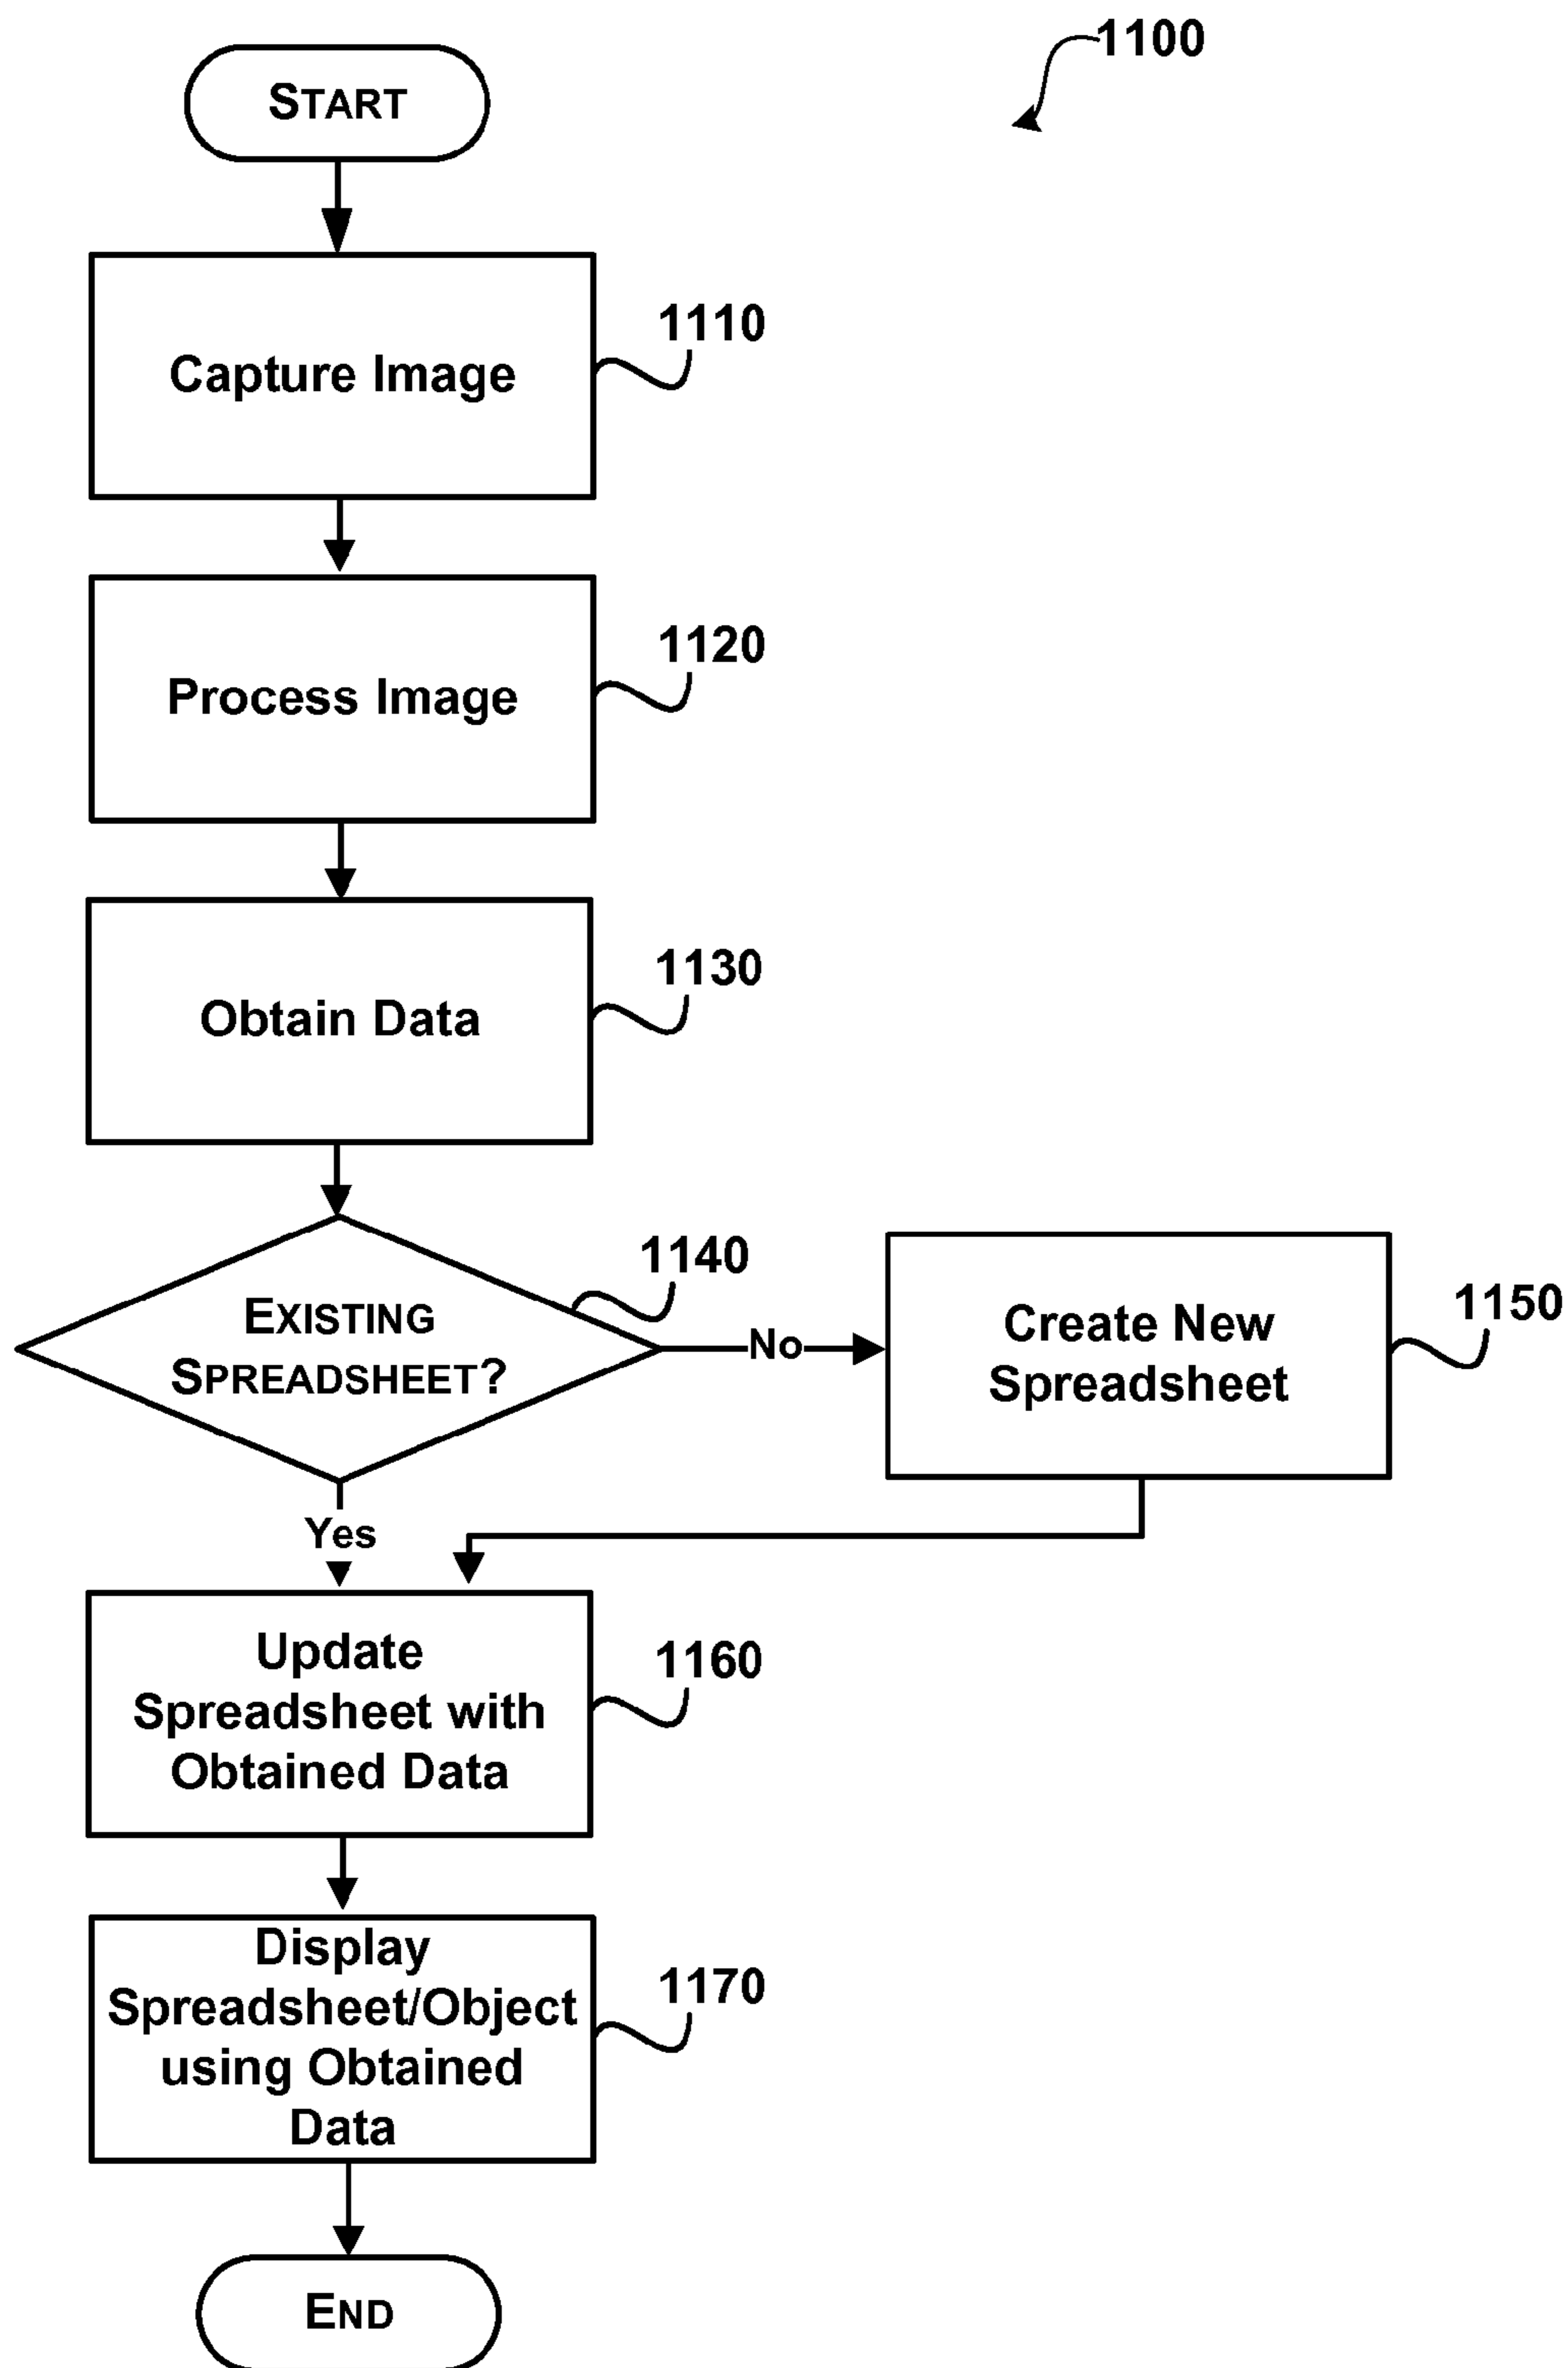 1100
START
1110
Capture Image
1120
Process Image
1130
Obtain Data
1140
EXISTING
SPREADSHEET?
No
1150
Create New
Spreadsheet
Yes
1160
Update
Spreadsheet with
Obtained Data
1170
Display
Spreadsheet/Object
using Obtained
Data
END